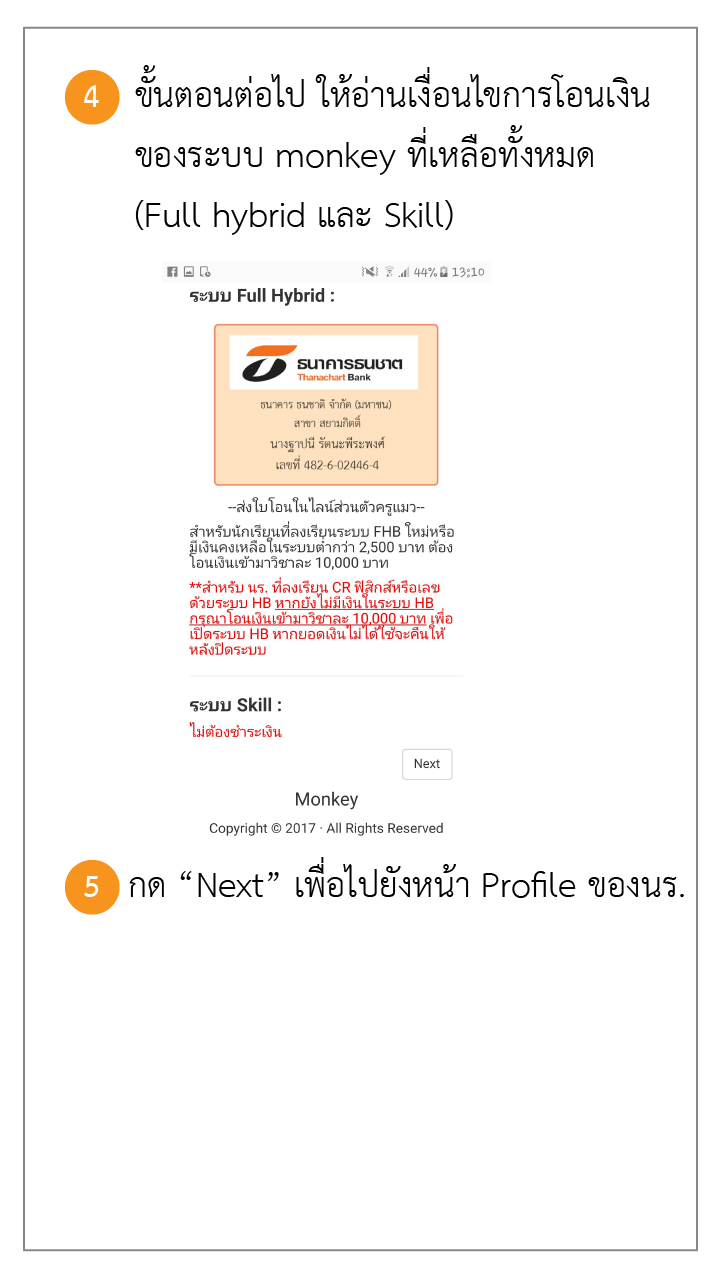 4 ขั้นตอนต่อไป ให้อ่านเงื่อนไขการโอนเงิน
ของระบบ monkey ที่เหลือทั้งหมด
(Full hybrid และ Skill)
44% 13:10
ระบบ Full Hybrid :
ธนาคารธนชาต
Thanachart Bank
ธนาคาร ธนชาติ จำกัด (มหาชน)
สาขา สยามกิตติ์
นางฐาปนี รัตนะพีระพงศ์
เลขที่ 482-6-02446-4
--ส่งใบโอนในไลน์ส่วนตัวครูแมว--
สำหรับนักเรียนที่ลงเรียนระบบ FHB ใหม่หรือ
มีเงินคงเหลือในระบบต่ำกว่า 2,500 บาท ต้อง
โอนเงินเข้ามาวิชาละ 10,000 บาท
**สำหรับ นร. ที่ลงเรียน CR ฟิสิกส์หรือเลข
ด้วยระบบ HB หากยังไม่มีเงินในระบบ HB
กรุณาโอนเงินเข้ามาวิชาละ 10,000 บาท เพื่อ
เปิดระบบ HB หากยอดเงินไม่ได้ใช้จะคืนให้
หลังปิดระบบ
ระบบ Skill :
ไม่ต้องชำระเงิน
Next
Monkey
Copyright © 2017 · All Rights Reserved
5 กด “Next” เพื่อไปยังหน้า Profile ของนร.